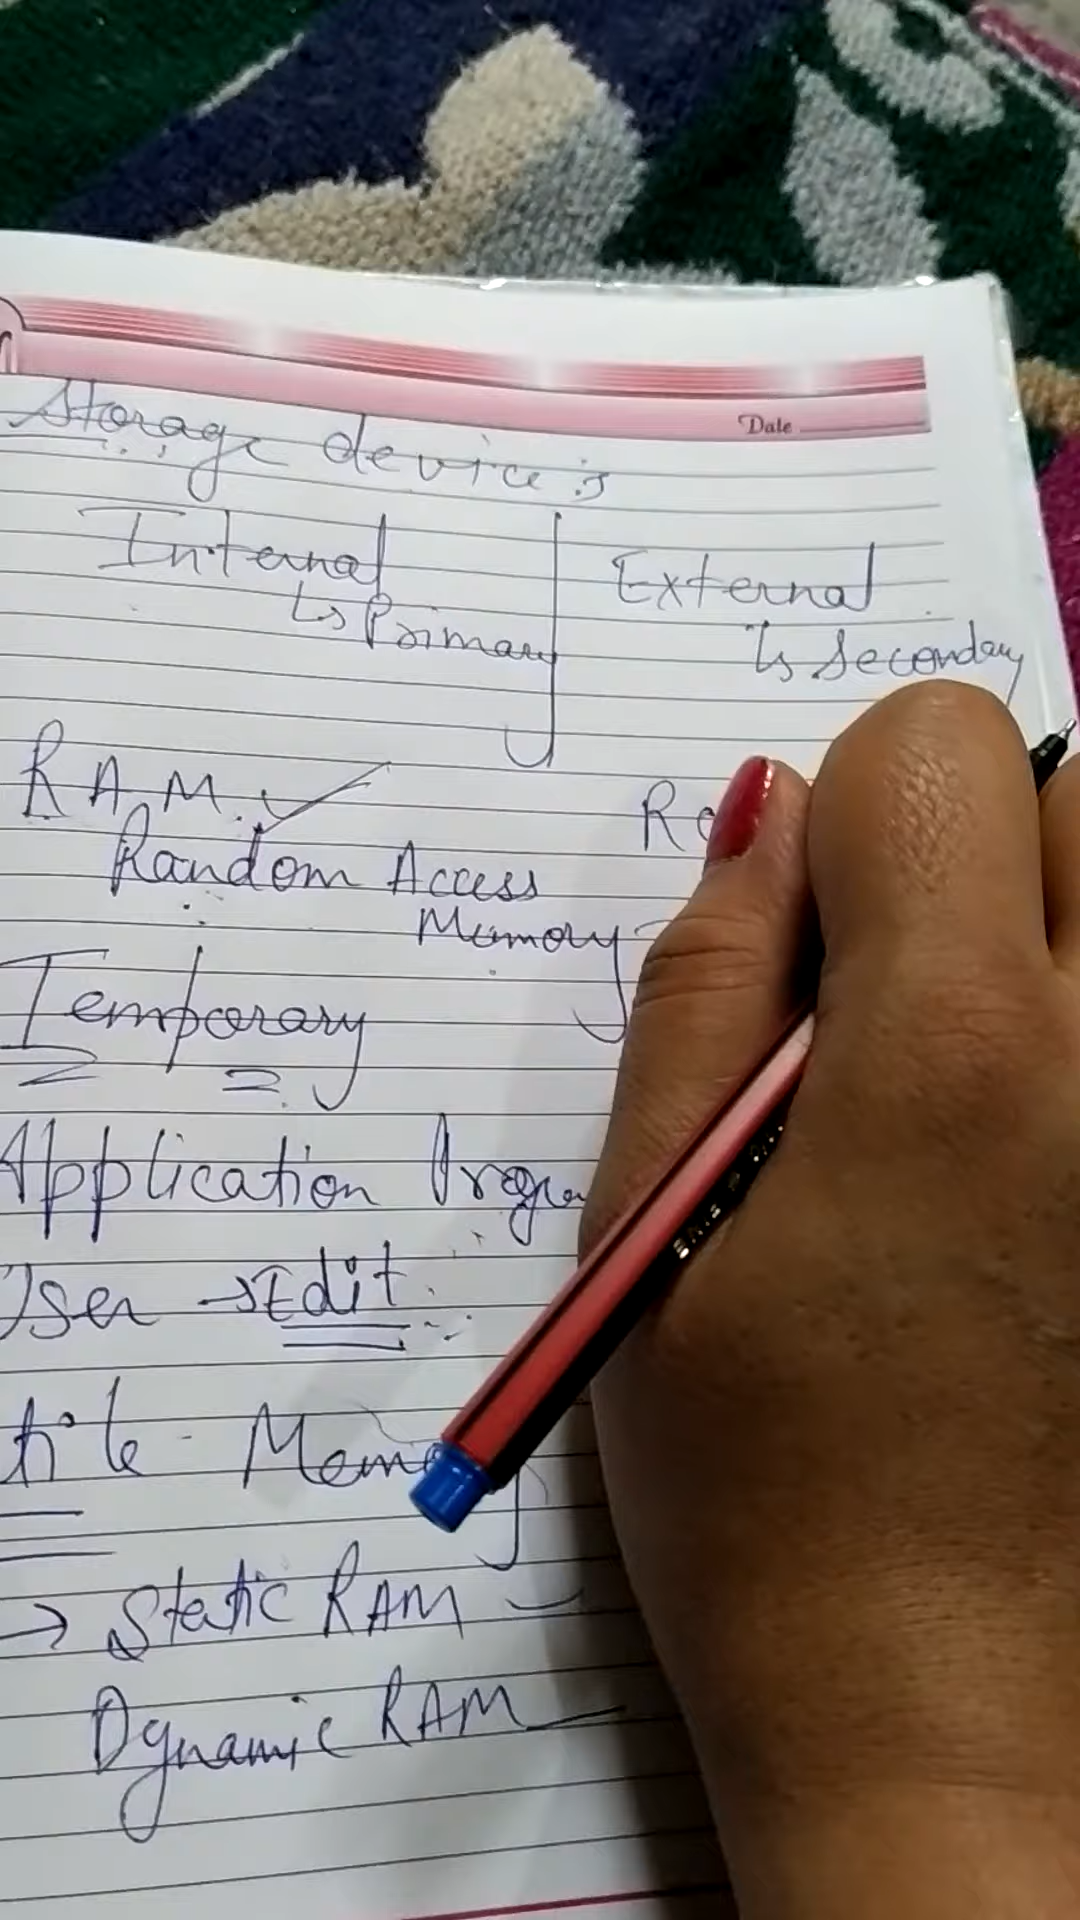 Date
Storage devices
Internal
↳ Primary
External
↳ Secondary
RAM ✓
Random Access
Memory
Temporary
Application
User → Edit
Memory
→ Static RAM
Dynamic RAM